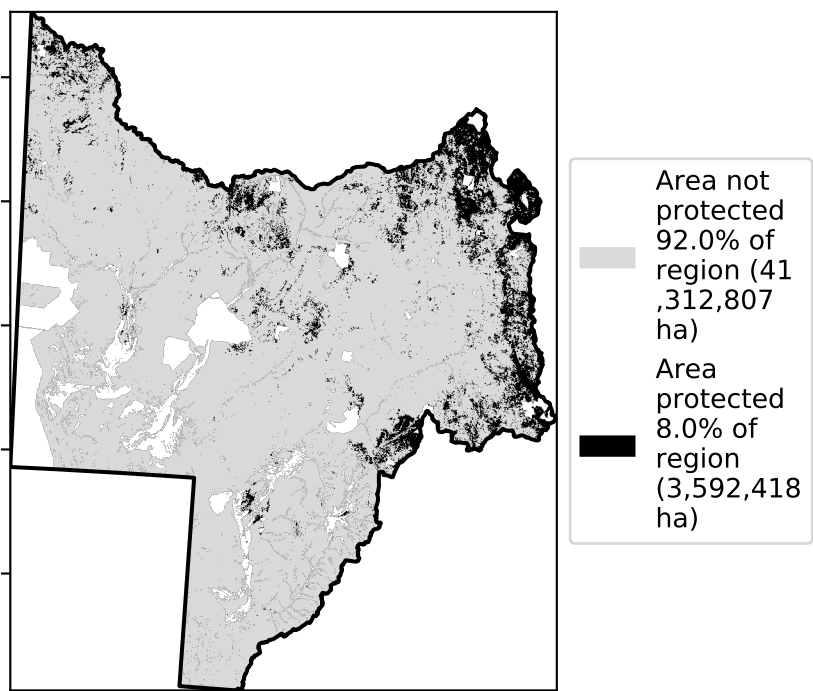 Area not
protected
92.0% of
region (41
,312,807
ha)
Area
protected
8.0% of
region
(3,592,418
ha)